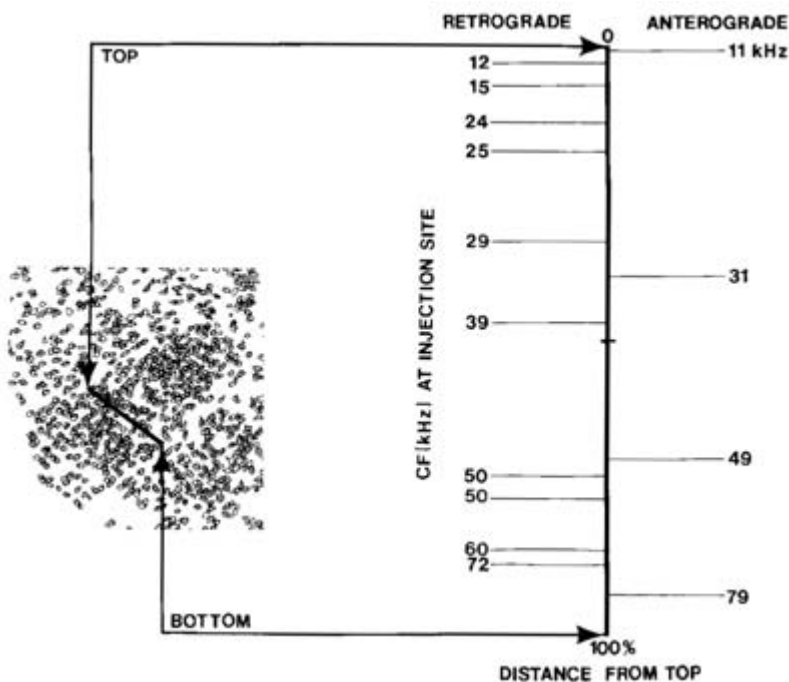 RETROGRADE ANTEROGRADE
0
TOP
11 kHz
12
15
24
25
29
31
39
CF(kHz) AT INJECTION SITE
49
50
50
60
72
79
BOTTOM
100%
DISTANCE FROM TOP